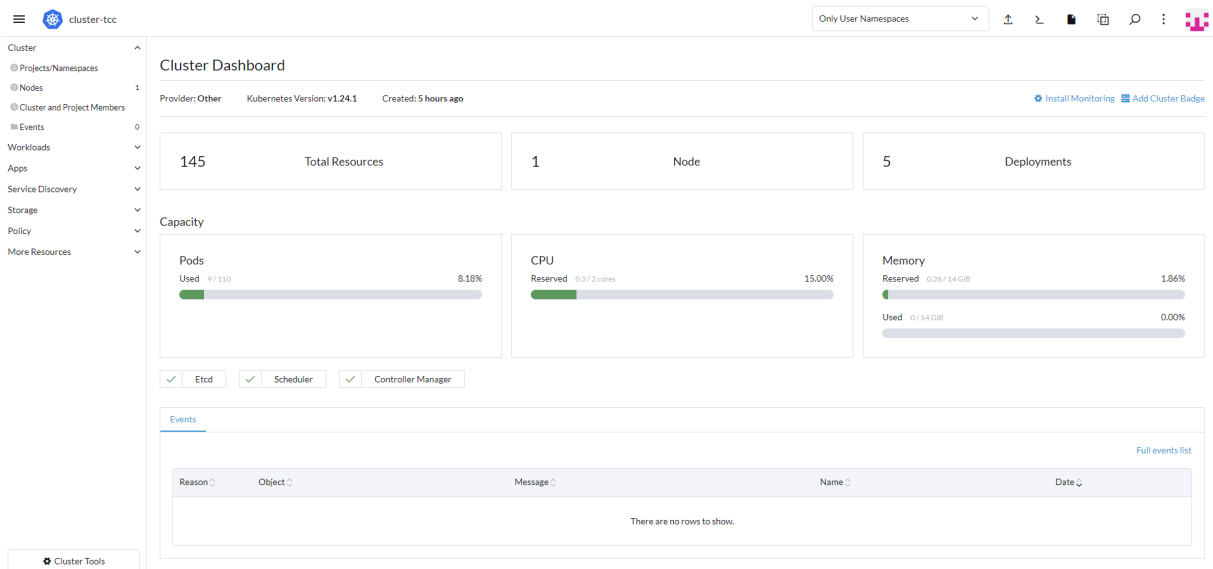 cluster-tcc
Only User Namespaces
Cluster
Projects/Namespaces
Nodes 1
Cluster and Project Members
Events 0
Workloads
Apps
Service Discovery
Storage
Policy
More Resources
Cluster Tools
Cluster Dashboard
Provider: Other Kubernetes Version: v1.24.1 Created: 5 hours ago
Install Monitoring Add Cluster Badge
145 Total Resources
1 Node
5 Deployments
Capacity
Pods
Used 9/110 8.18%
CPU
Reserved 0.3/2 cores 15.00%
Memory
Reserved 0.26/14 GiB 1.86%
Used 0/14 GiB 0.00%
Etcd
Scheduler
Controller Manager
Events
Full events list
Reason Object Message Name Date
There are no rows to show.